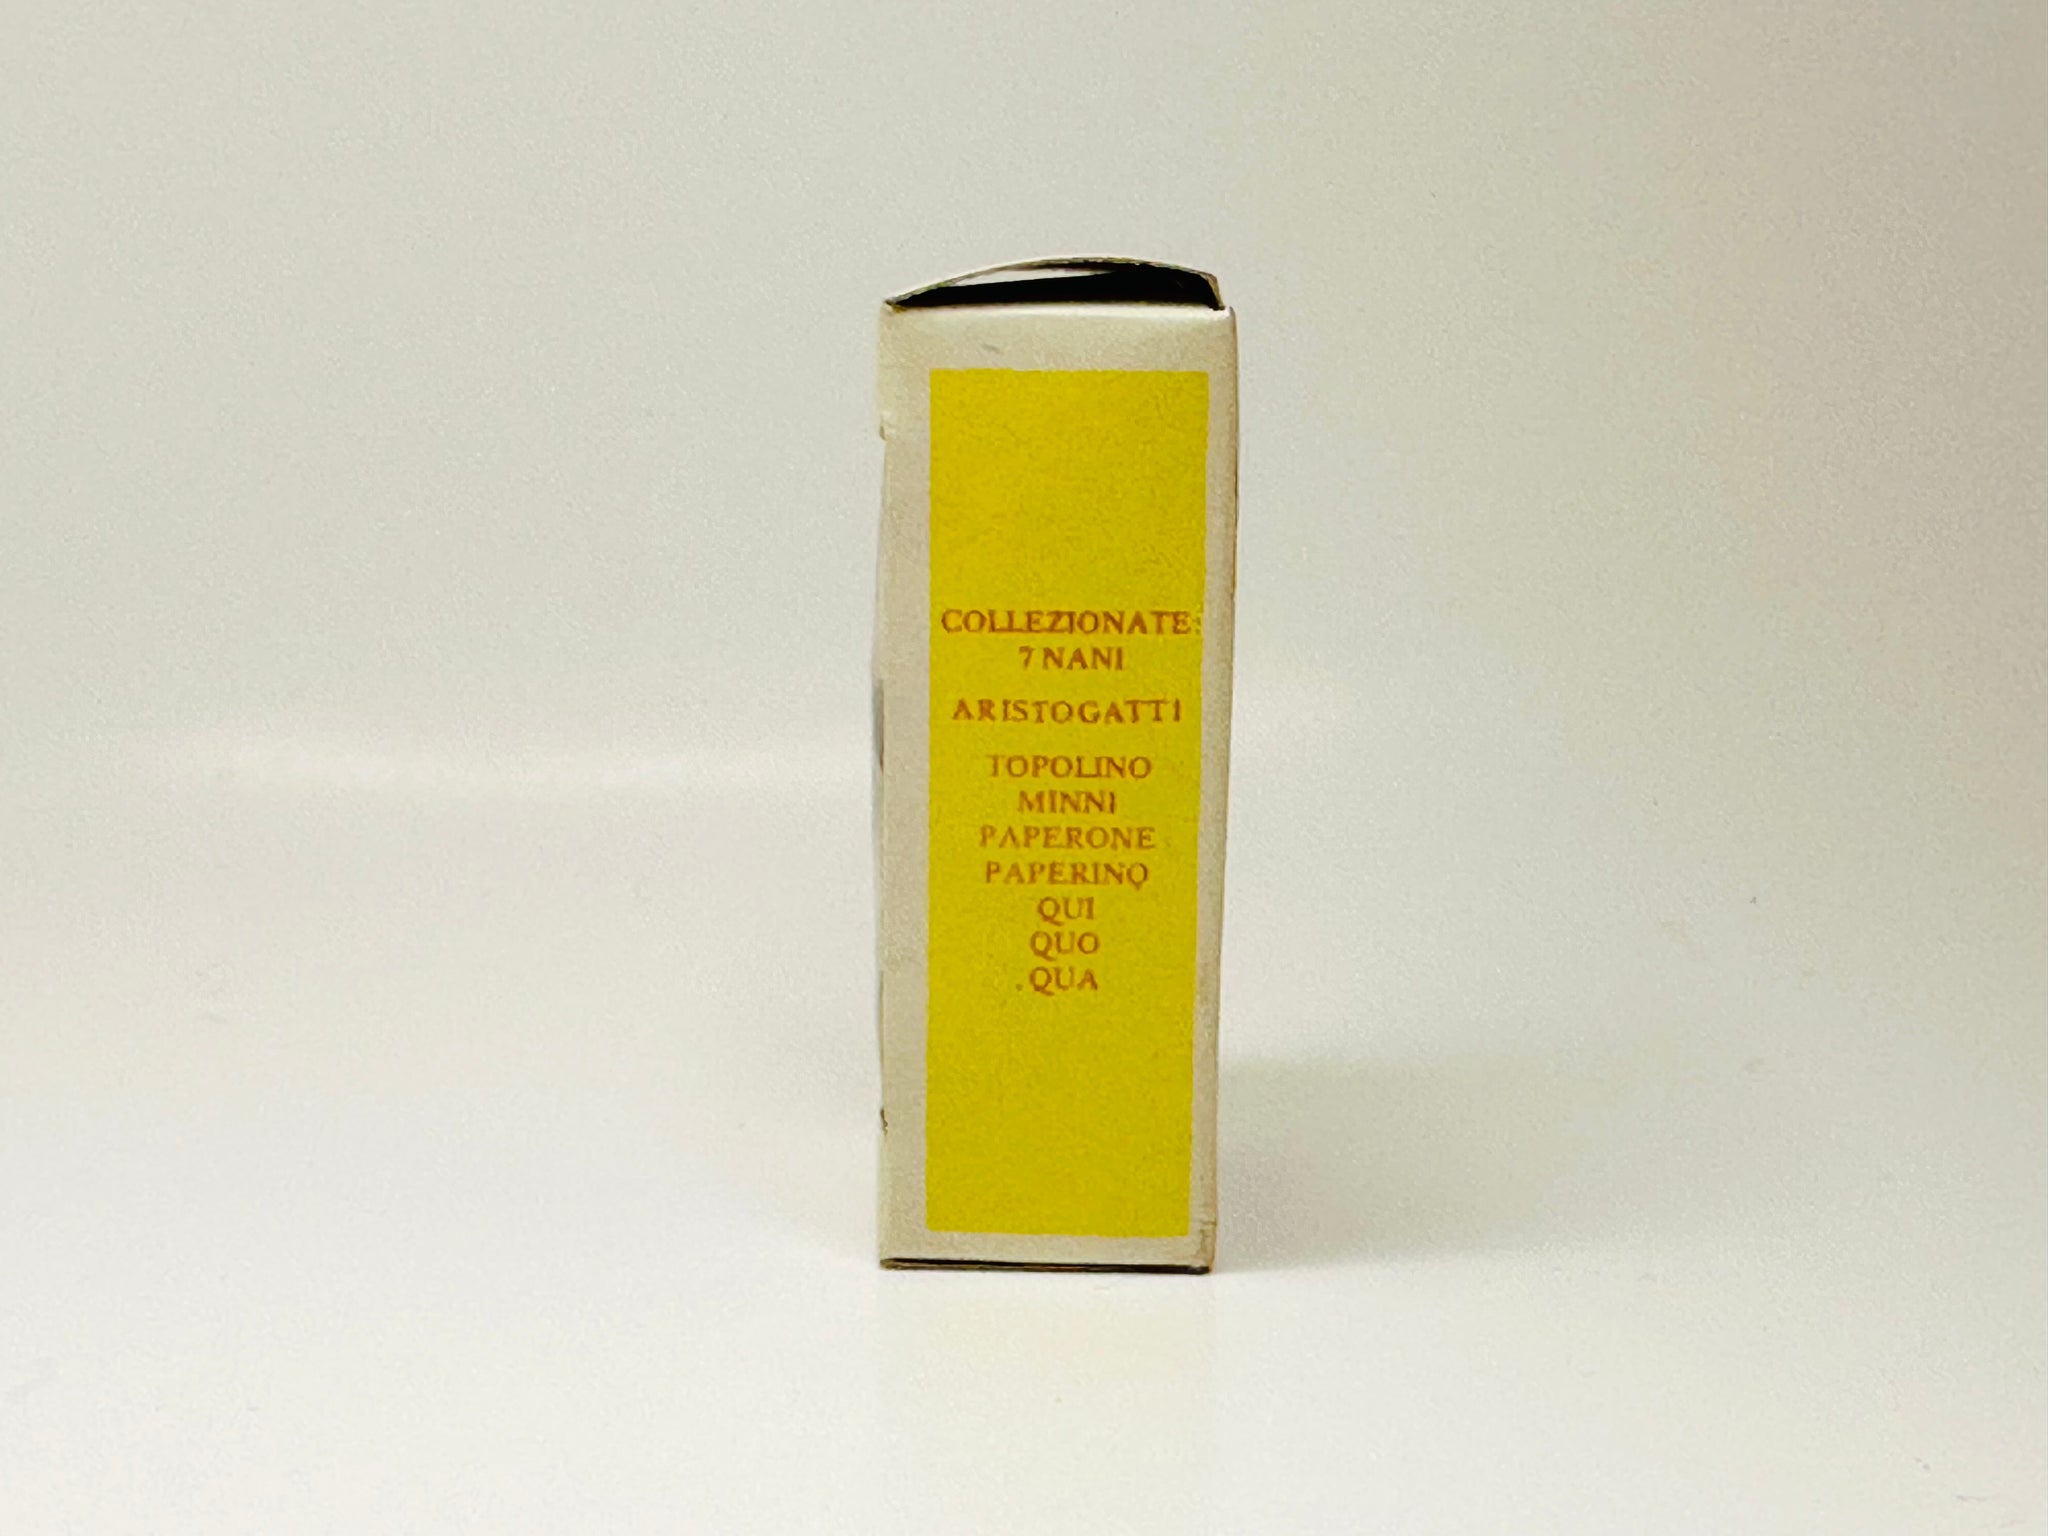 COLLEZIONATE:
7 NANI
ARISTOGATTI
TOPOLINO
MINNI
PAPERONE
PAPERINO
QUI
QUO
QUA